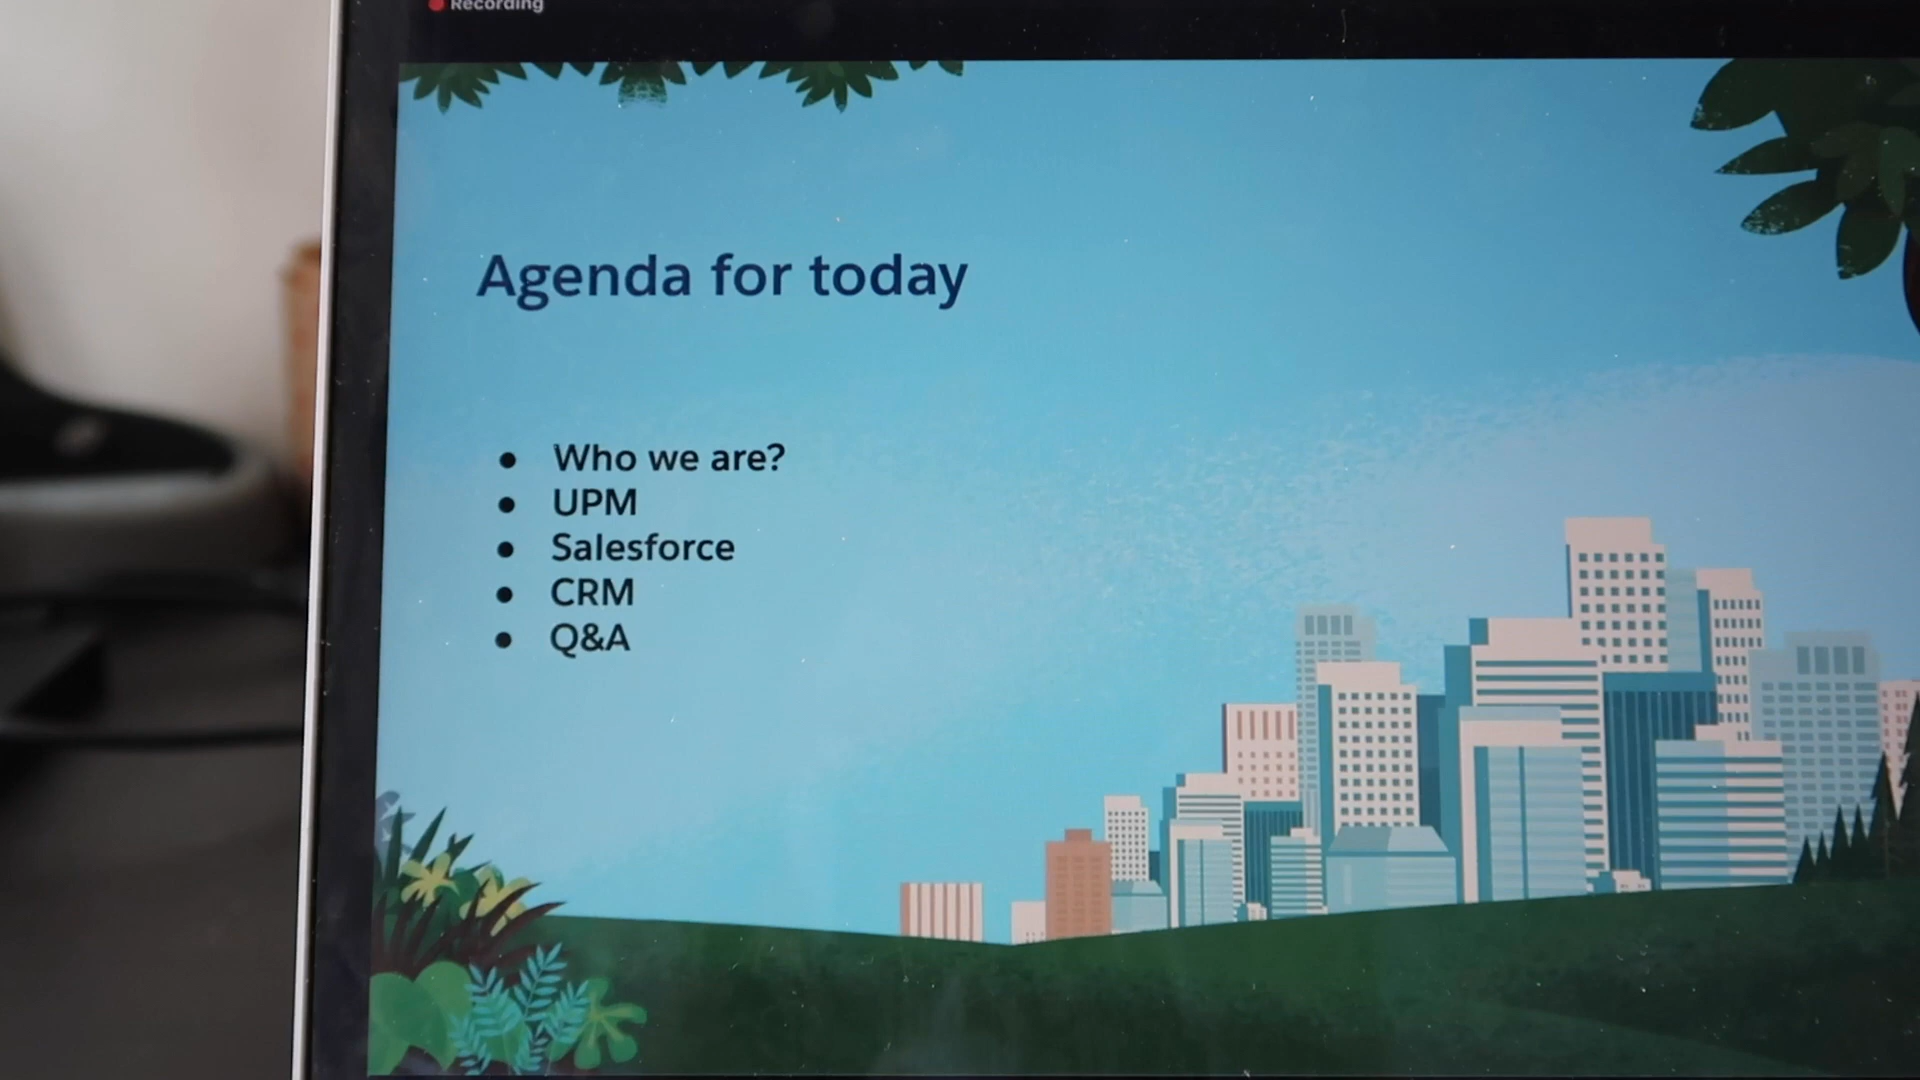 Recording
Agenda for today
● Who we are?
● UPM
● Salesforce
● CRM
● Q&A